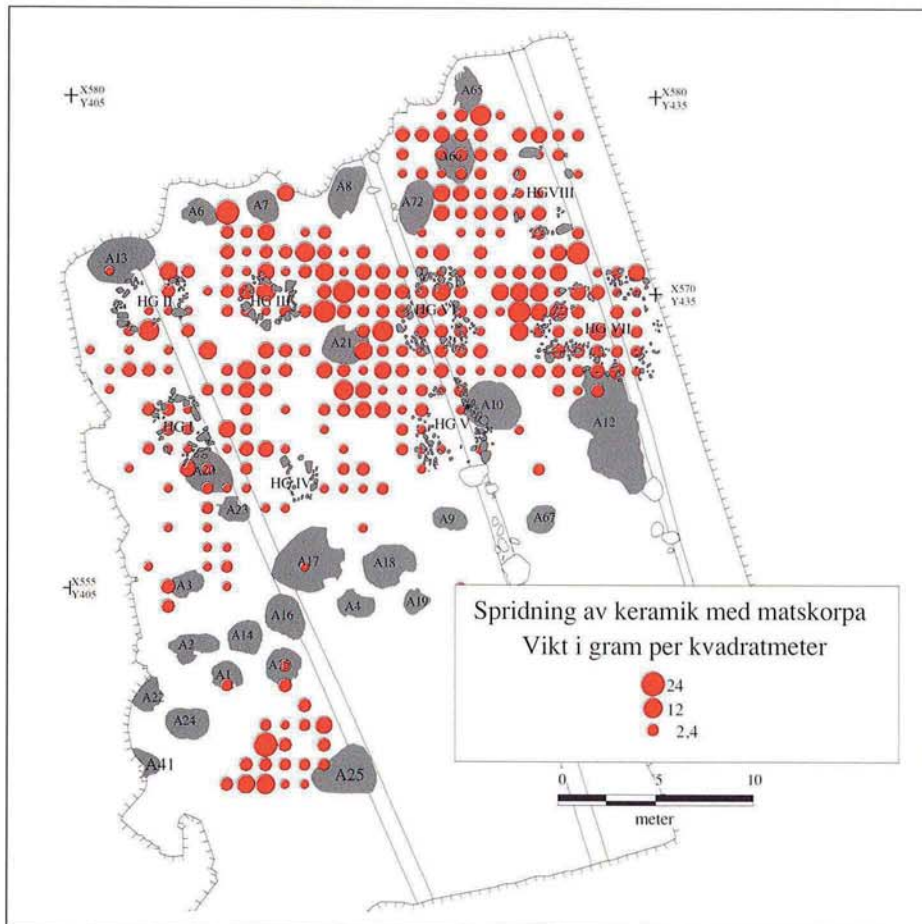 X580
Y405
X580
Y435
A65
A66
A8
HGVIII
A6
A7
A72
A13
X570
Y435
HG II
HG III
HG VI
HG VII
A21
A10
A12
HG I
HG V
A20
HG IV
A23
A9
A67
A17
A18
X555
Y405
A3
A4
A19
A16
A14
A2
A1
A22
A24
A41
A25
Spridning av keramik med matskorpa
Vikt i gram per kvadratmeter
24
12
2,4
0 5 10
meter